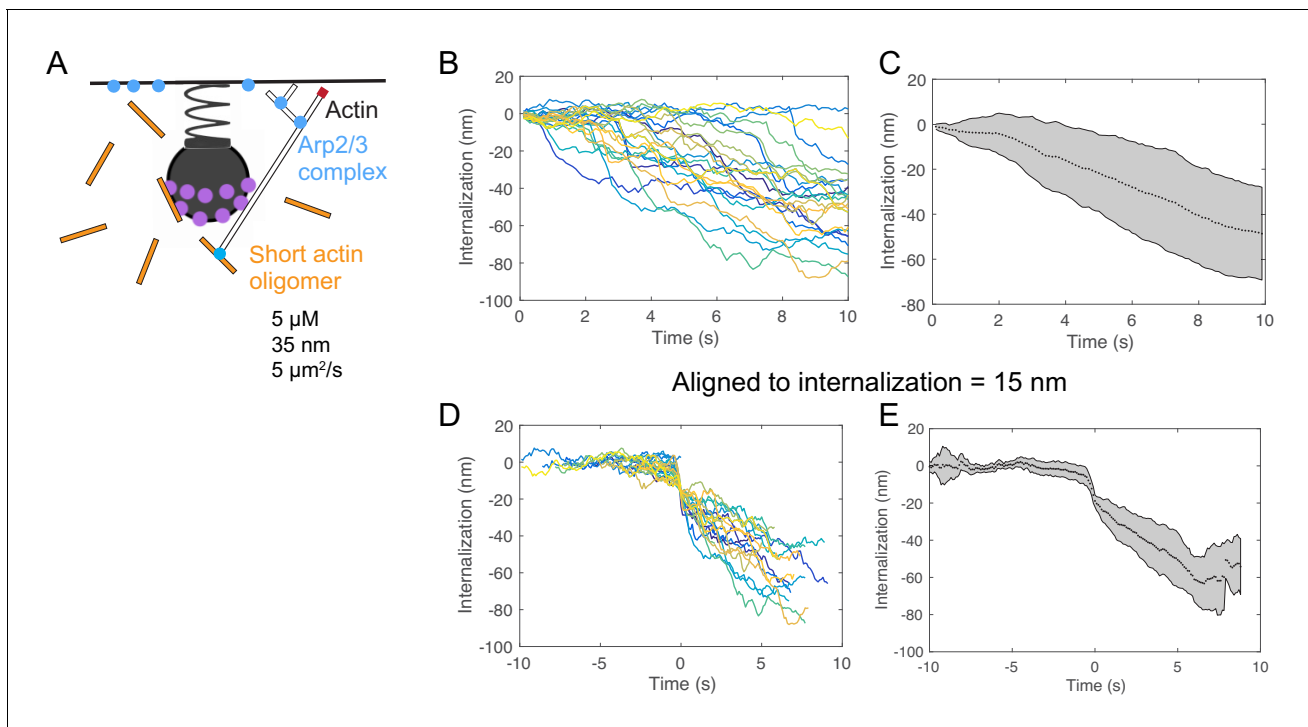 A
Actin
Arp2/3
complex
Short actin
oligomer
5 µM
35 nm
5 µm²/s
B
20
0
-20
-40
-60
-80
-100
Internalization (nm)
0 2 4 6 8 10
Time (s)
C
20
0
-20
-40
-60
-80
Internalization (nm)
0 2 4 6 8 10
Time (s)
Aligned to internalization = 15 nm
D
20
0
-20
-40
-60
-80
-100
Internalization (nm)
-10 -5 0 5 10
Time (s)
E
20
0
-20
-40
-60
-80
-100
Internalization (nm)
-10 -5 0 5 10
Time (s)